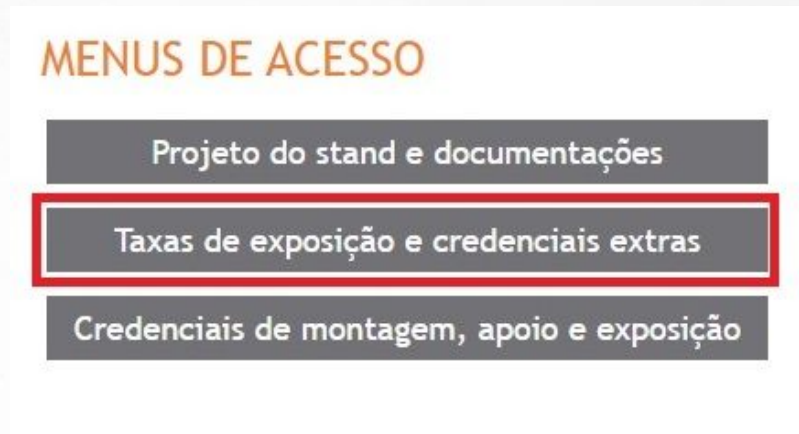 MENUS DE ACESSO
Projeto do stand e documentações
Taxas de exposição e credenciais extras
Credenciais de montagem, apoio e exposição